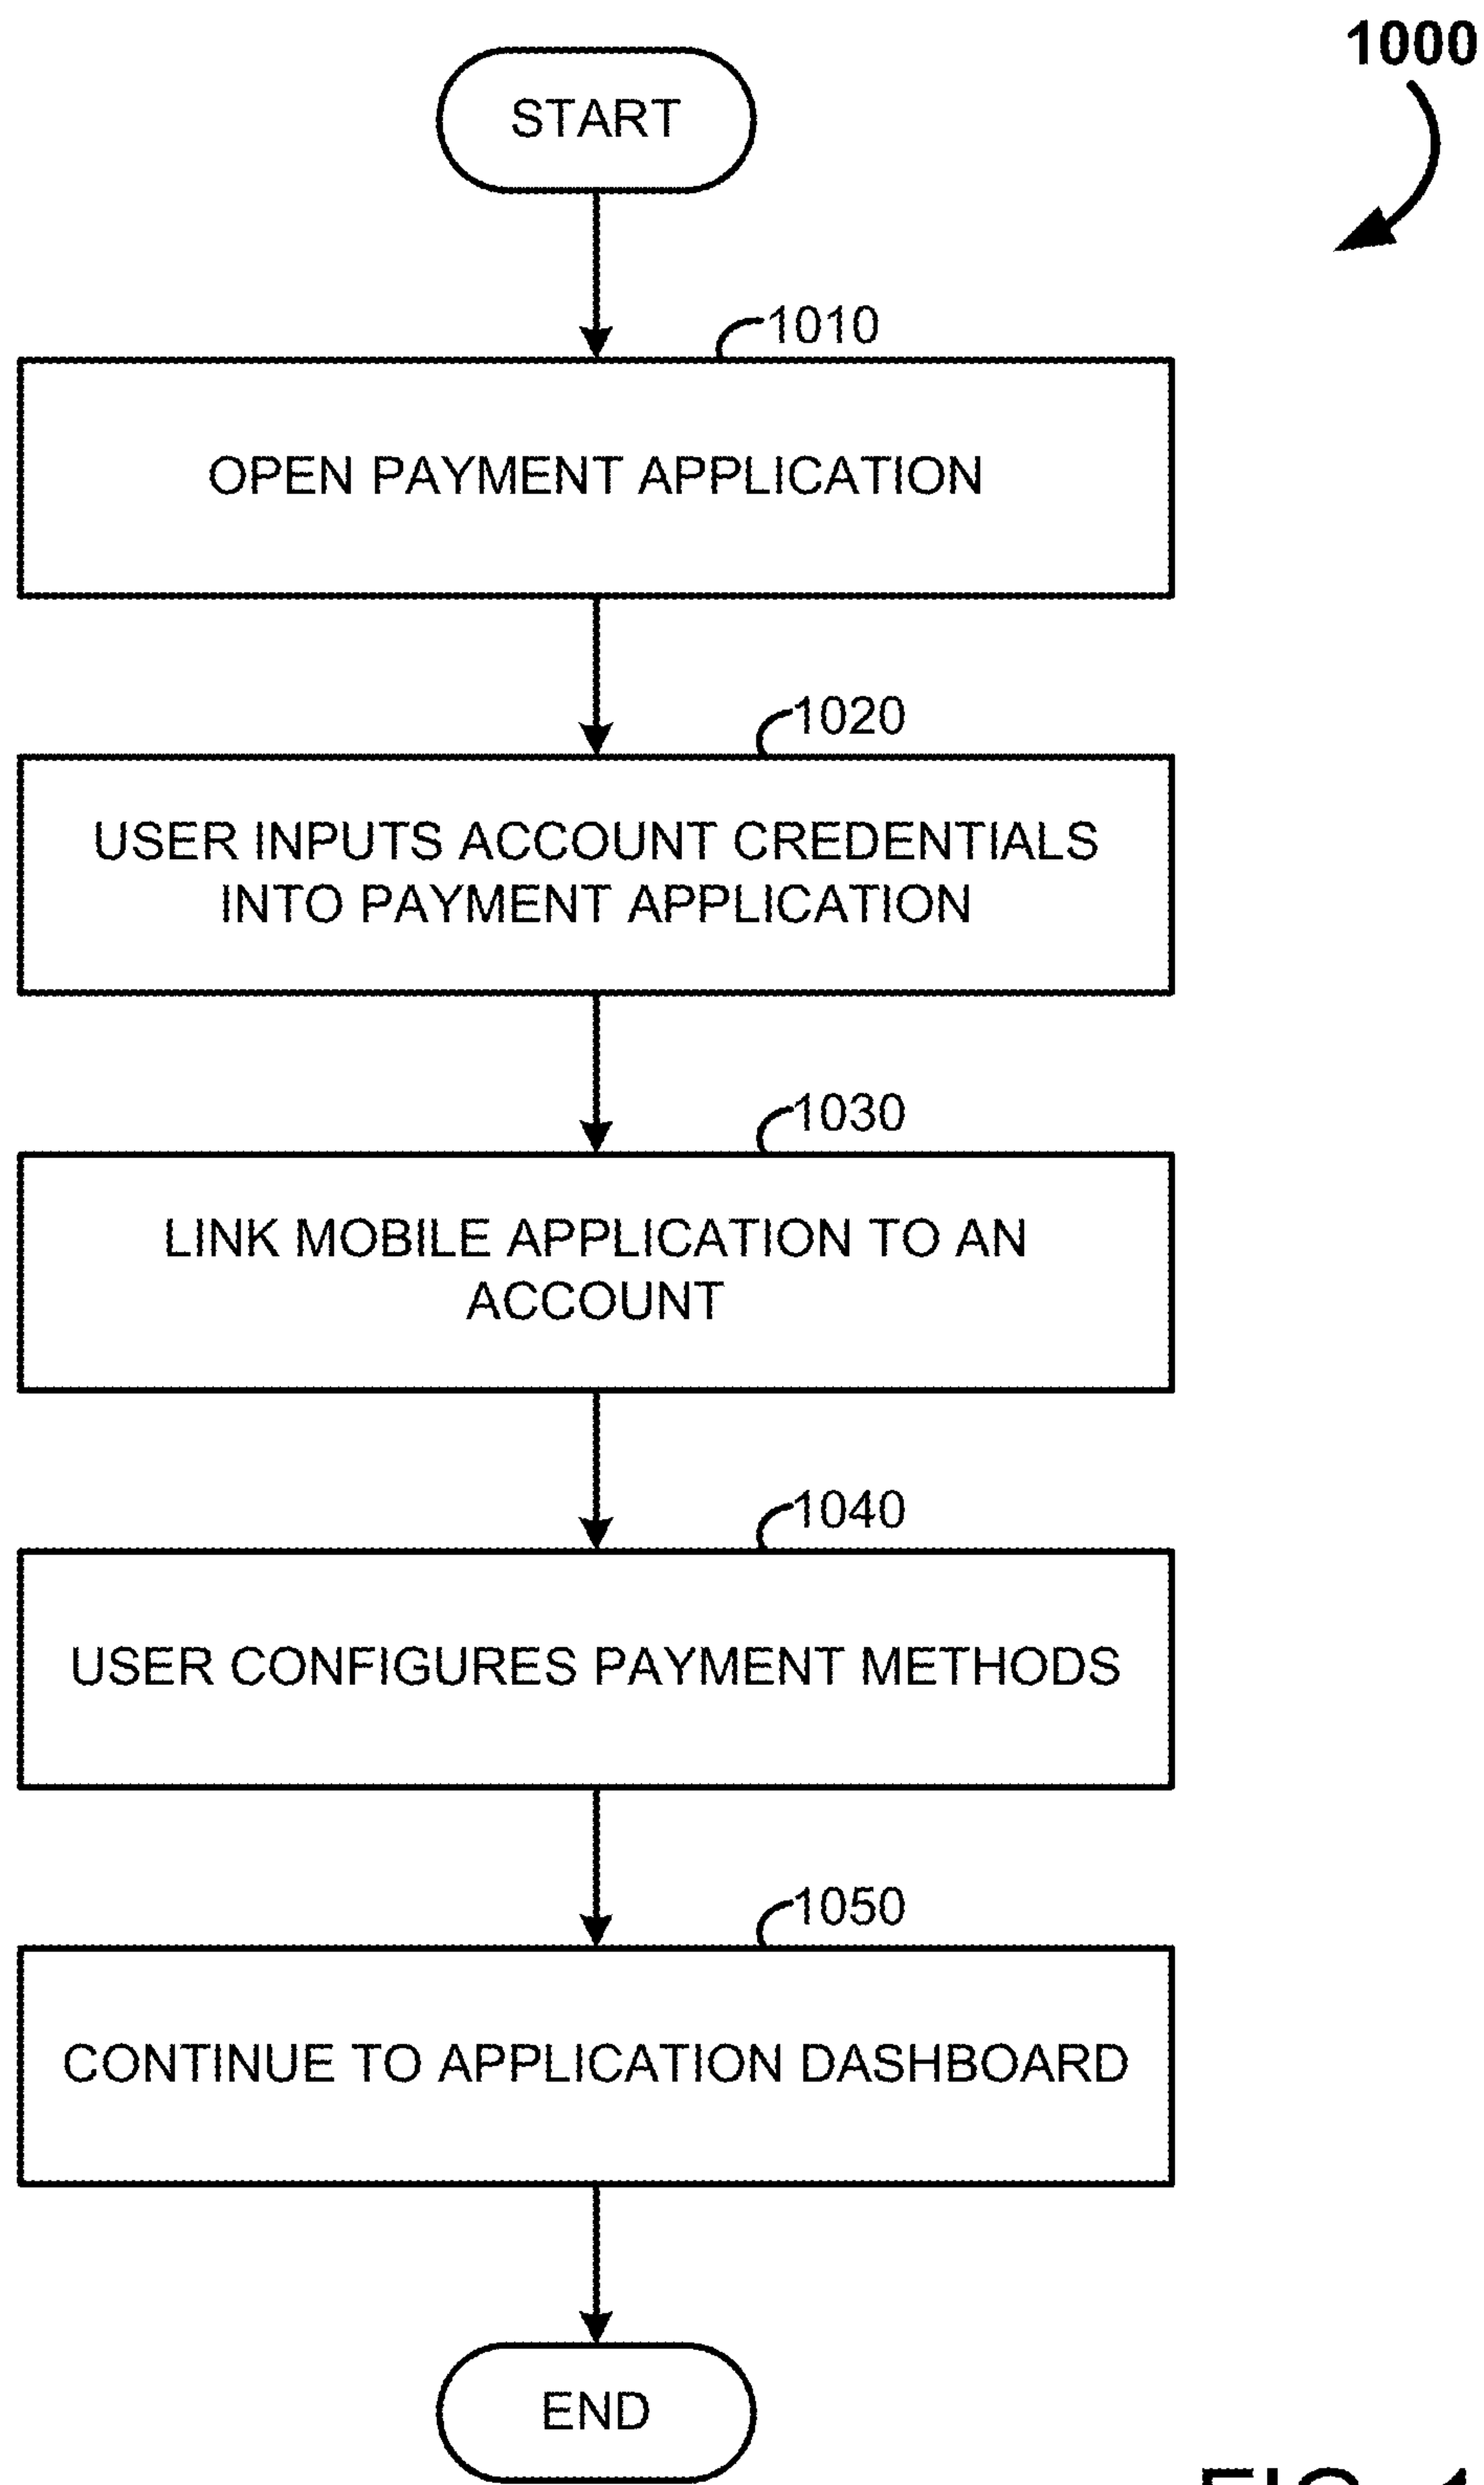 1000
START
1010
OPEN PAYMENT APPLICATION
1020
USER INPUTS ACCOUNT CREDENTIALS
INTO PAYMENT APPLICATION
1030
LINK MOBILE APPLICATION TO AN
ACCOUNT
1040
USER CONFIGURES PAYMENT METHODS
1050
CONTINUE TO APPLICATION DASHBOARD
END